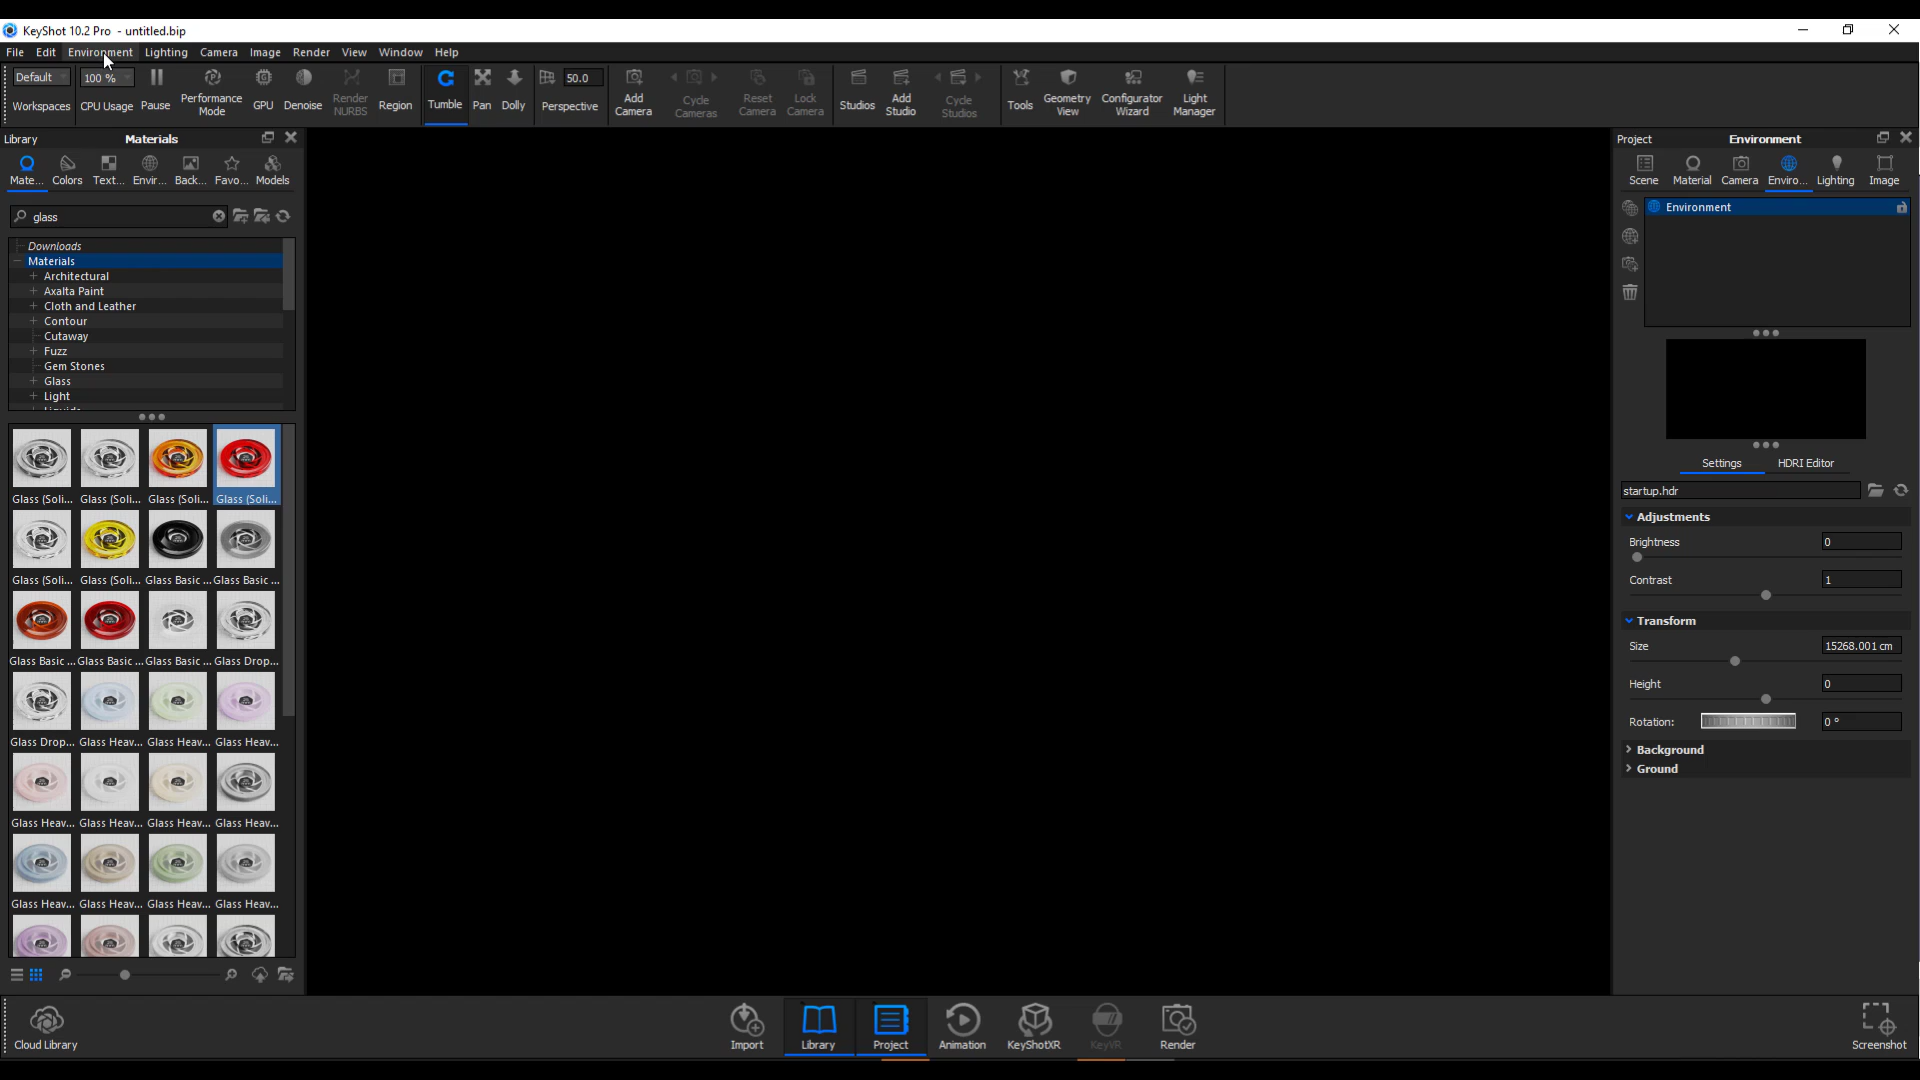 KeyShot 10.2 Pro - untitled.bip
File Edit Environment Lighting Camera Image Render View Window Help
Default 100 % 50.0
Workspaces CPU Usage Pause Performance Mode GPU Denoise Render NURBS Region Tumble Pan Dolly Perspective Add Camera Cycle Cameras Reset Camera Lock Camera Studios Add Studio Cycle Studios Tools Geometry View Configurator Wizard Light Manager
Library Materials
Mate... Colors Text... Envir... Back... Favo... Models
glass
Downloads
Materials
Architectural
Axalta Paint
Cloth and Leather
Contour
Cutaway
Fuzz
Gem Stones
Glass
Light
Liquids
Glass (Soli... Glass (Soli... Glass (Soli... Glass (Soli...
Glass (Soli... Glass (Soli... Glass Basic ... Glass Basic ...
Glass Basic ... Glass Basic ... Glass Basic ... Glass Drop...
Glass Drop... Glass Heav... Glass Heav... Glass Heav...
Glass Heav... Glass Heav... Glass Heav... Glass Heav...
Glass Heav... Glass Heav... Glass Heav... Glass Heav...
Cloud Library
Import Library Project Animation KeyShotXR KeyVR Render
Screenshot
Project Environment
Scene Material Camera Enviro... Lighting Image
Environment
Settings HDRI Editor
startup.hdr
Adjustments
Brightness 0
Contrast 1
Transform
Size 15268.001 cm
Height 0
Rotation: 0 °
Background
Ground